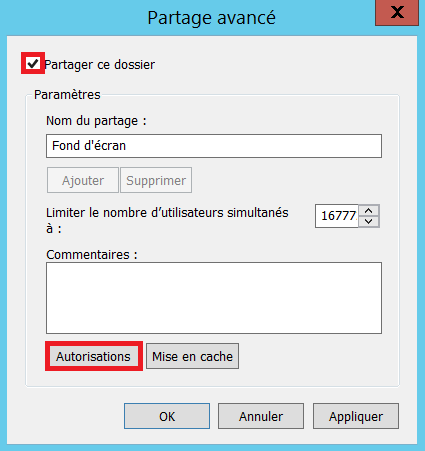 Partage avancé
X
Partager ce dossier
Paramètres
Nom du partage :
Fond d'écran
Ajouter Supprimer
Limiter le nombre d’utilisateurs simultanés
à :
16777
Commentaires :
Autorisations Mise en cache
OK Annuler Appliquer